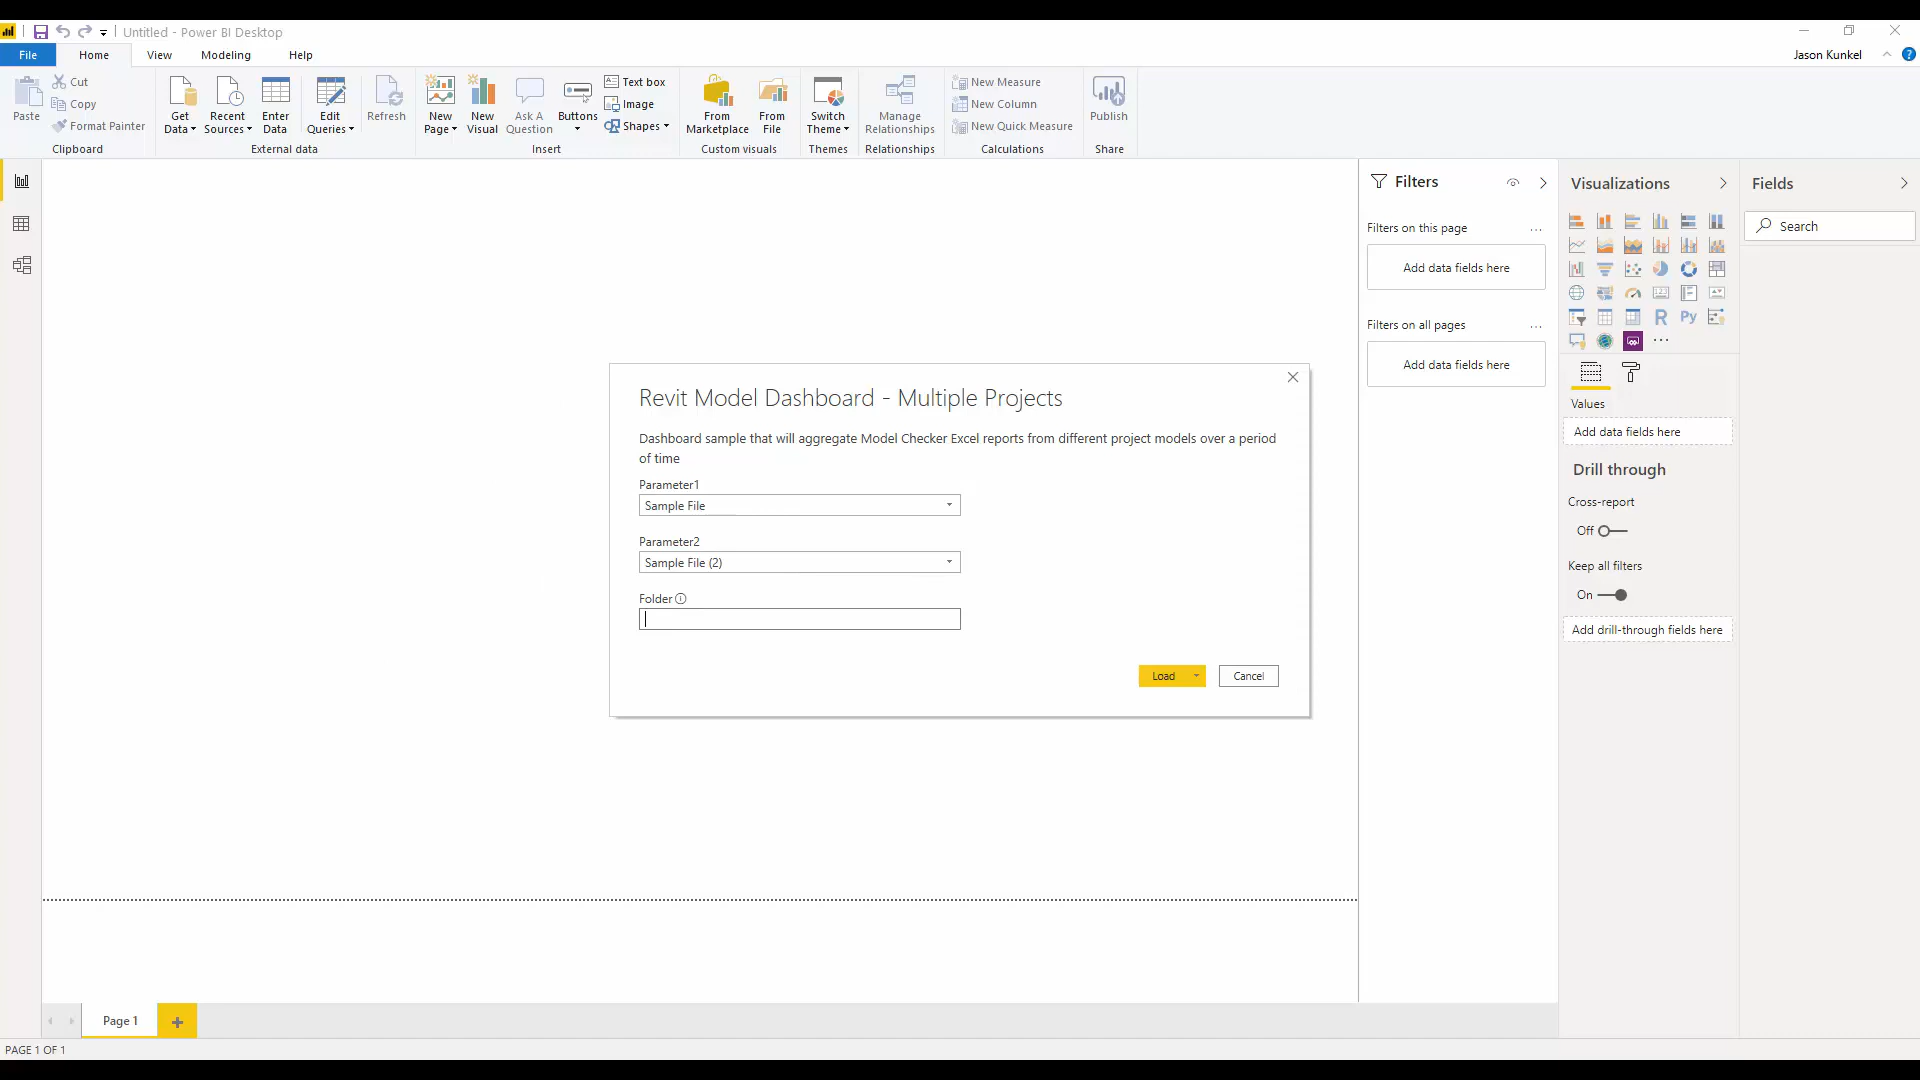 Untitled - Power BI Desktop
File
Home
View
Modeling
Help
Jason Kunkel
?
Paste
Cut
Copy
Format Painter
Clipboard
Get
Data
Recent
Sources
Enter
Data
Edit
Queries
Refresh
External data
New
Page
New
Visual
Ask A
Question
Buttons
Text box
Image
Shapes
Insert
From
Marketplace
From
File
Custom visuals
Switch
Theme
Themes
Manage
Relationships
Relationships
New Measure
New Column
New Quick Measure
Calculations
Publish
Share
Filters
Filters on this page
...
Add data fields here
Filters on all pages
...
Add data fields here
Visualizations
123
R
Py
...
Values
Add data fields here
Drill through
Cross-report
Off
Keep all filters
On
Add drill-through fields here
Fields
Search
Revit Model Dashboard - Multiple Projects
Dashboard sample that will aggregate Model Checker Excel reports from different project models over a period
of time
Parameter1
Sample File
Parameter2
Sample File (2)
Folder
Load
Cancel
Page 1
PAGE 1 OF 1